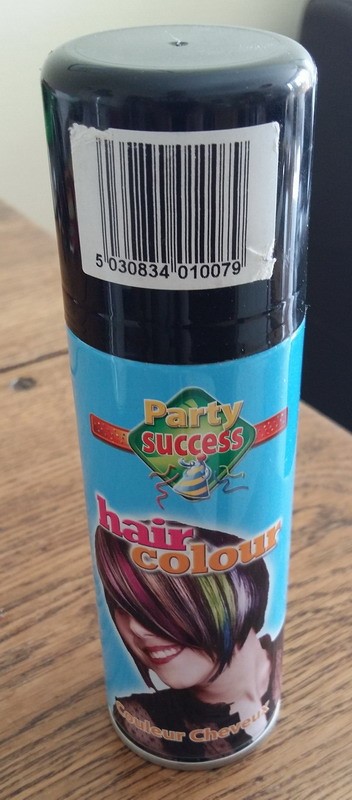 5 030834 010079
Party
success
hair
colour
Couleur Cheveux